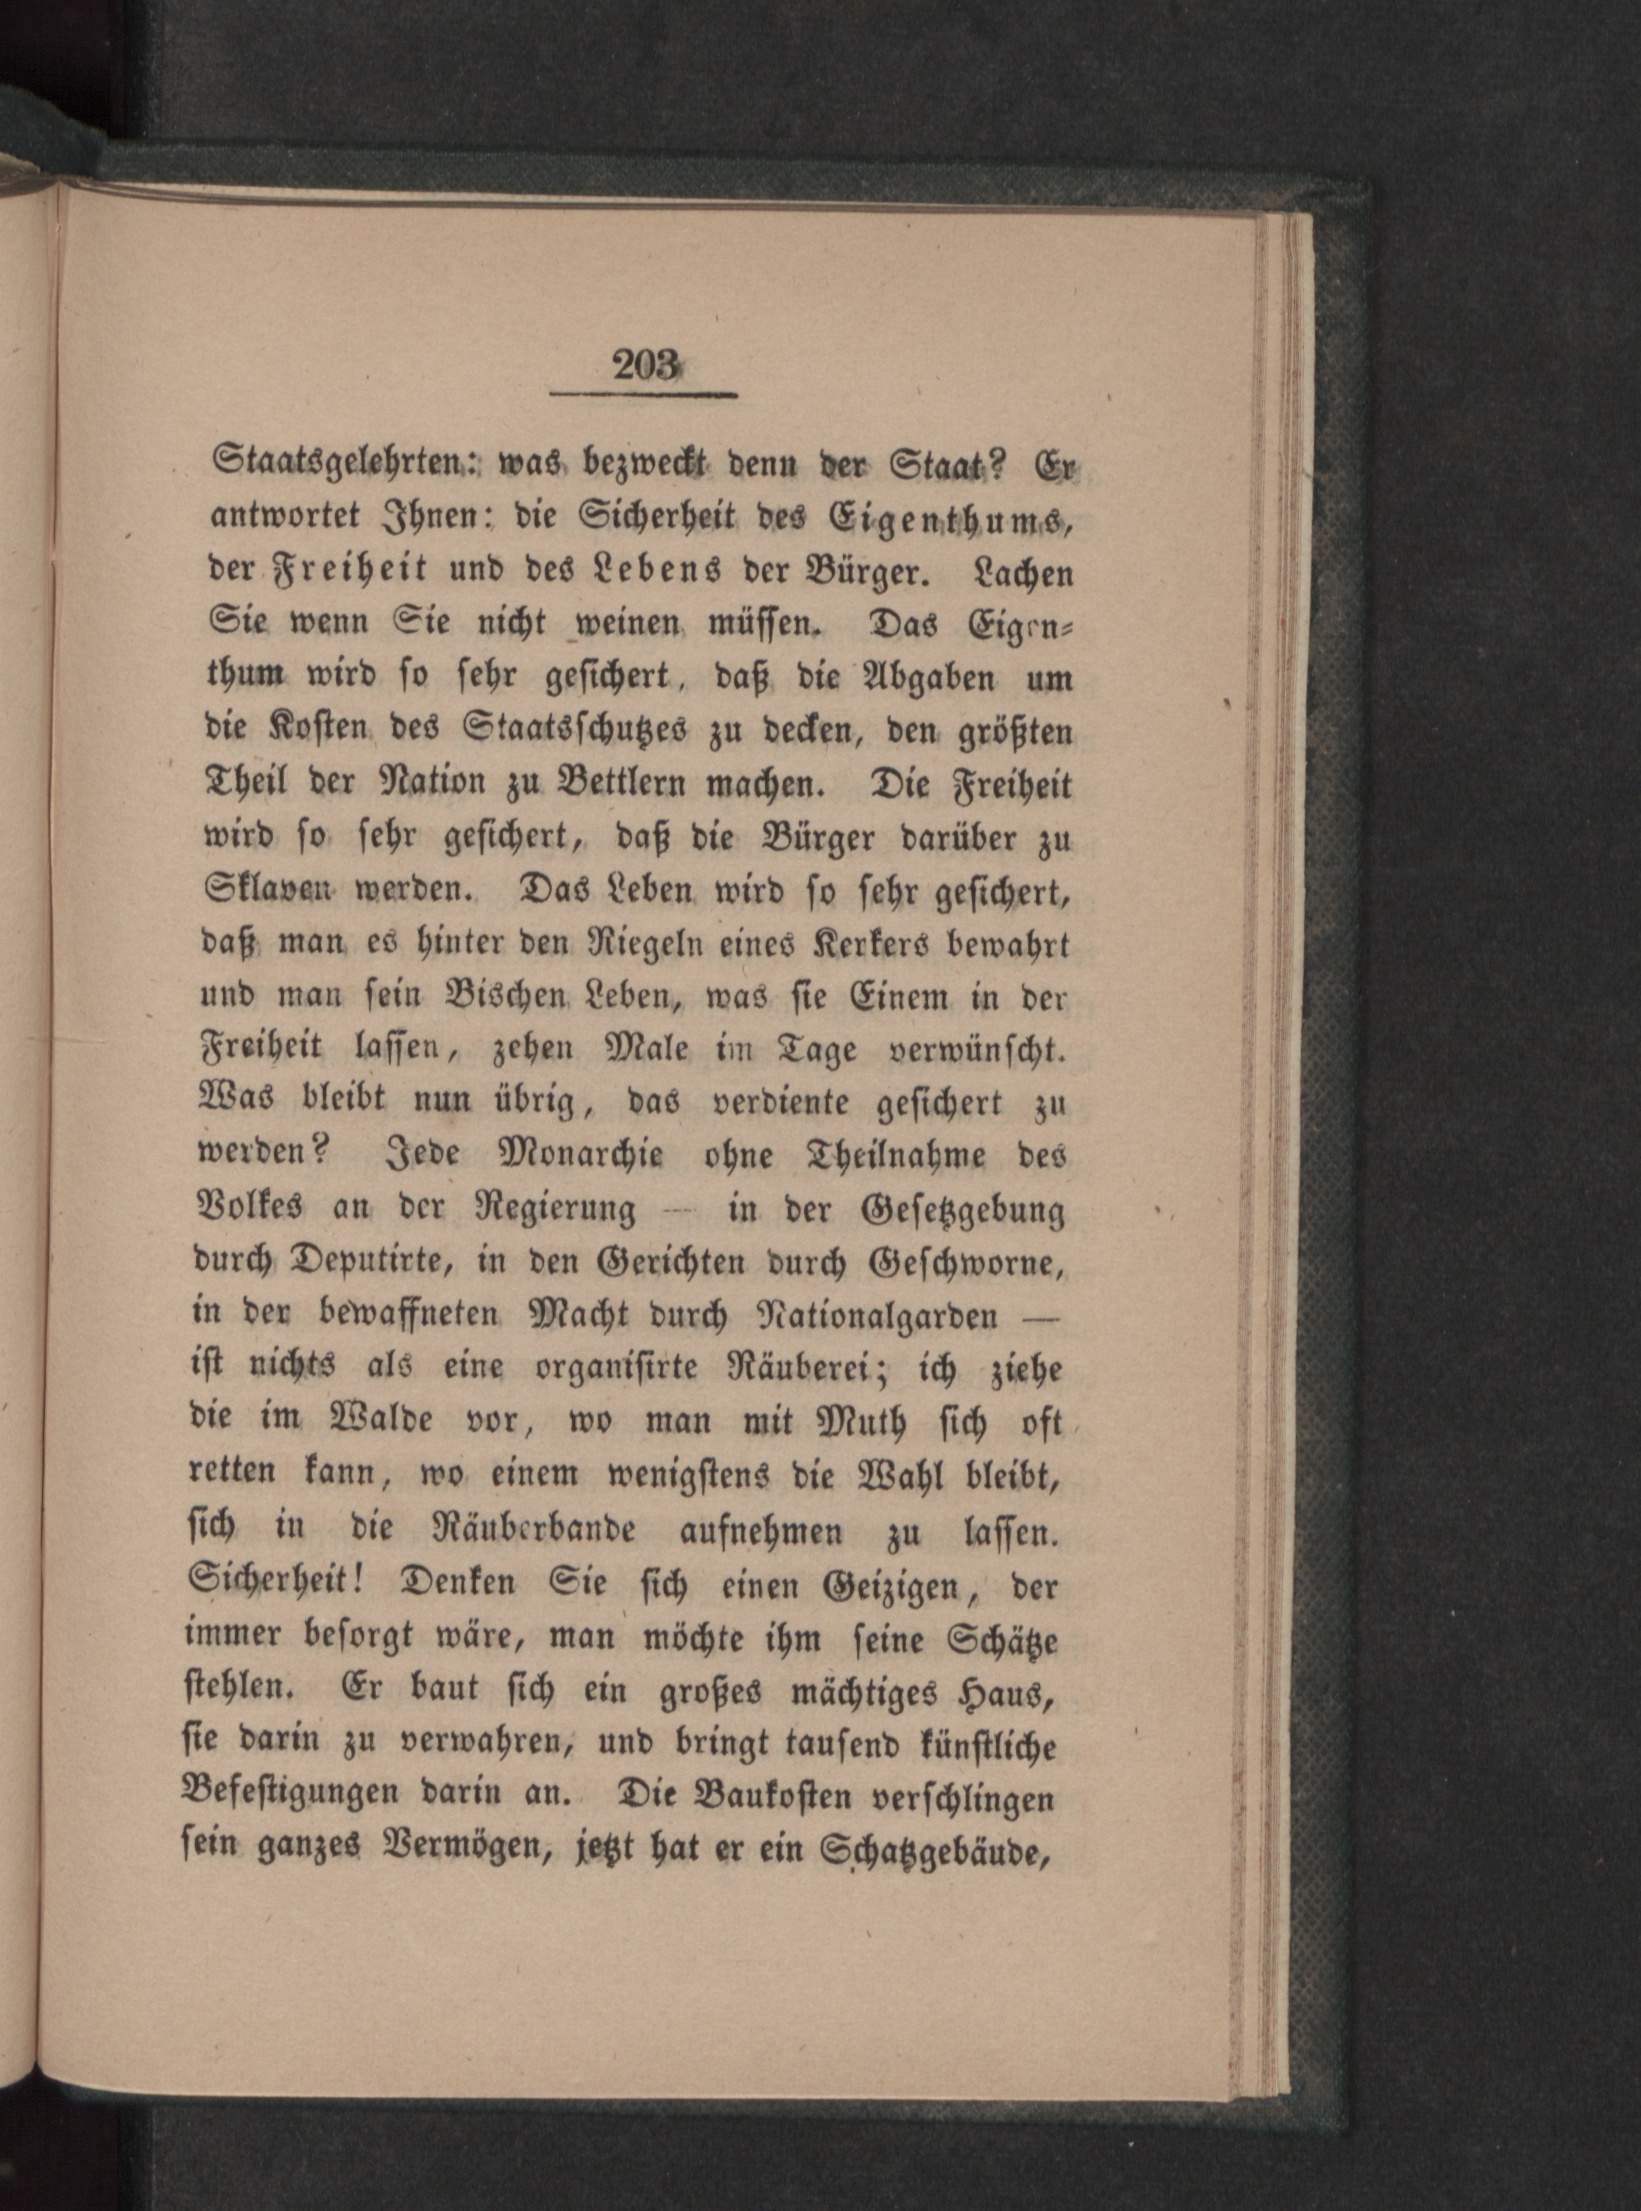 203
Staatsgelehrten: was bezweckt denn der Staat? Er
antwortet Ihnen: die Sicherheit des Eigenthums,
der Freiheit und des Lebens der Bürger. Lachen
Sie wenn Sie nicht weinen müssen. Das Eigen-
thum wird so sehr gesichert, daß die Abgaben um
die Kosten des Staatsschutzes zu decken, den größten
Theil der Nation zu Bettlern machen. Die Freiheit
wird so sehr gesichert, daß die Bürger darüber zu
Sklaven werden. Das Leben wird so sehr gesichert,
daß man es hinter den Riegeln eines Kerkers bewahrt
und man sein Bischen Leben, was sie Einem in der
Freiheit lassen, zehen Male im Tage verwünscht.
Was bleibt nun übrig, das verdiente gesichert zu
werden? Jede Monarchie ohne Theilnahme des
Volkes an der Regierung — in der Gesetzgebung
durch Deputirte, in den Gerichten durch Geschworne,
in der bewaffneten Macht durch Nationalgarden —
ist nichts als eine organisirte Räuberei; ich ziehe
die im Walde vor, wo man mit Muth sich oft
retten kann, wo einem wenigstens die Wahl bleibt,
sich in die Räuberbande aufnehmen zu lassen.
Sicherheit! Denken Sie sich einen Geizigen, der
immer besorgt wäre, man möchte ihm seine Schätze
stehlen. Er baut sich ein großes mächtiges Haus,
sie darin zu verwahren, und bringt tausend künstliche
Befestigungen darin an. Die Baukosten verschlingen
sein ganzes Vermögen, jetzt hat er ein Schatzgebäude,